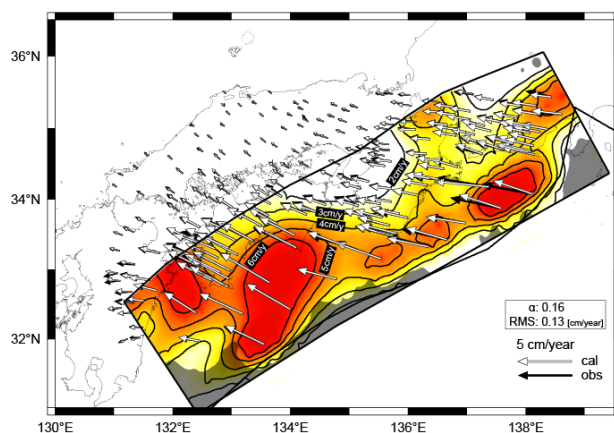 36°N
34°N
32°N
2cm/y
3cm/y
4cm/y
5cm/y
6cm/y
α: 0.16
RMS: 0.13 [cm/year]
5 cm/year
cal
obs
130°E
132°E
134°E
136°E
138°E